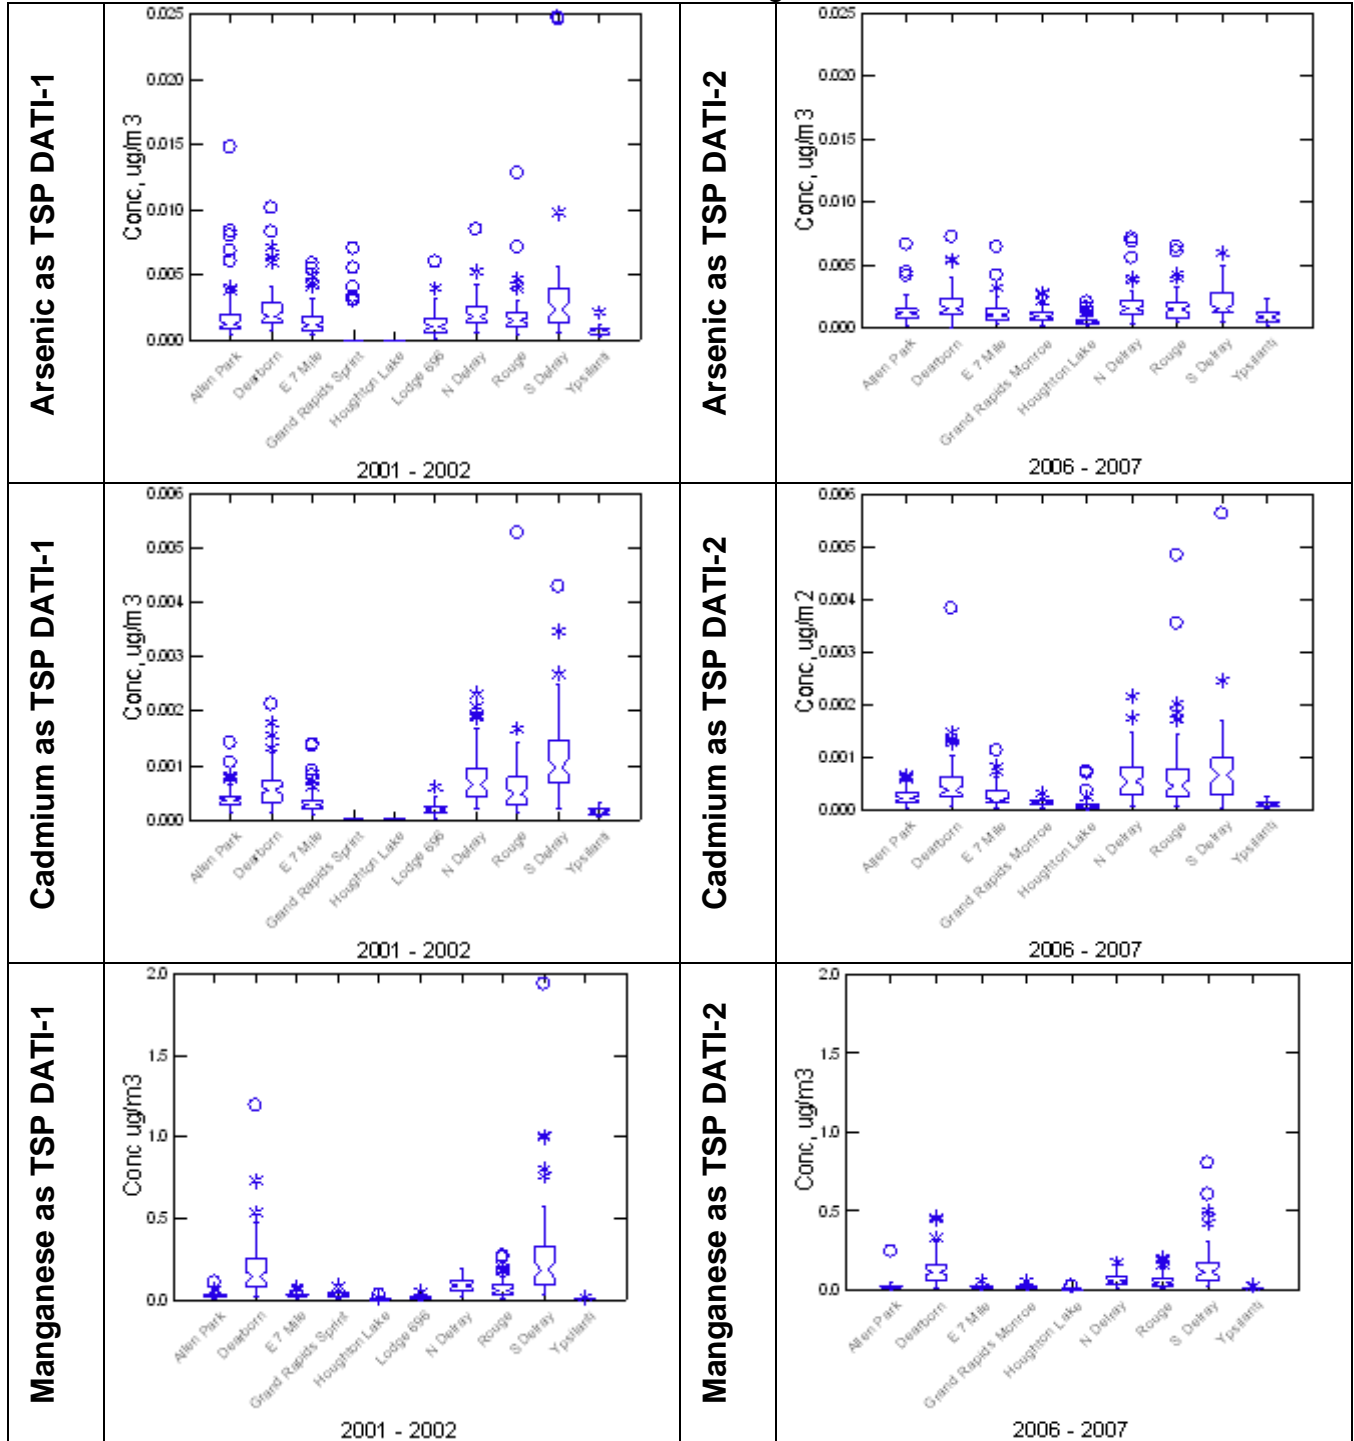 Arsenic as TSP DATI-1
Conc, ug/m3
0.025
0.020
0.015
0.010
0.005
0.000
Allen Park
Dearborn
E 7 Mile
Grand Rapids Sprint
Houghton Lake
Lodge 696
N Delray
Rouge
S Delray
Ypsilanti
2001 - 2002
Arsenic as TSP DATI-2
Conc, ug/m3
0.025
0.020
0.015
0.010
0.005
0.000
Allen Park
Dearborn
E 7 Mile
Grand Rapids Monroe
Houghton Lake
N Delray
Rouge
S Delray
Ypsilanti
2006 - 2007
Cadmium as TSP DATI-1
Conc, ug/m3
0.006
0.005
0.004
0.003
0.002
0.001
0.000
Allen Park
Dearborn
E 7 Mile
Grand Rapids Sprint
Houghton Lake
Lodge 696
N Delray
Rouge
S Delray
Ypsilanti
2001 - 2002
Cadmium as TSP DATI-2
Conc, ug/m2
0.006
0.005
0.004
0.003
0.002
0.001
0.000
Allen Park
Dearborn
E 7 Mile
Grand Rapids Monroe
Houghton Lake
N Delray
Rouge
S Delray
Ypsilanti
2006 - 2007
Manganese as TSP DATI-1
Conc ug/m3
2.0
1.5
1.0
0.5
0.0
Allen Park
Dearborn
E 7 Mile
Grand Rapids Sprint
Houghton Lake
Lodge 696
N Delray
Rouge
S Delray
Ypsilanti
2001 - 2002
Manganese as TSP DATI-2
Conc, ug/m3
2.0
1.5
1.0
0.5
0.0
Allen Park
Dearborn
E 7 Mile
Grand Rapids Monroe
Houghton Lake
N Delray
Rouge
S Delray
Ypsilanti
2006 - 2007